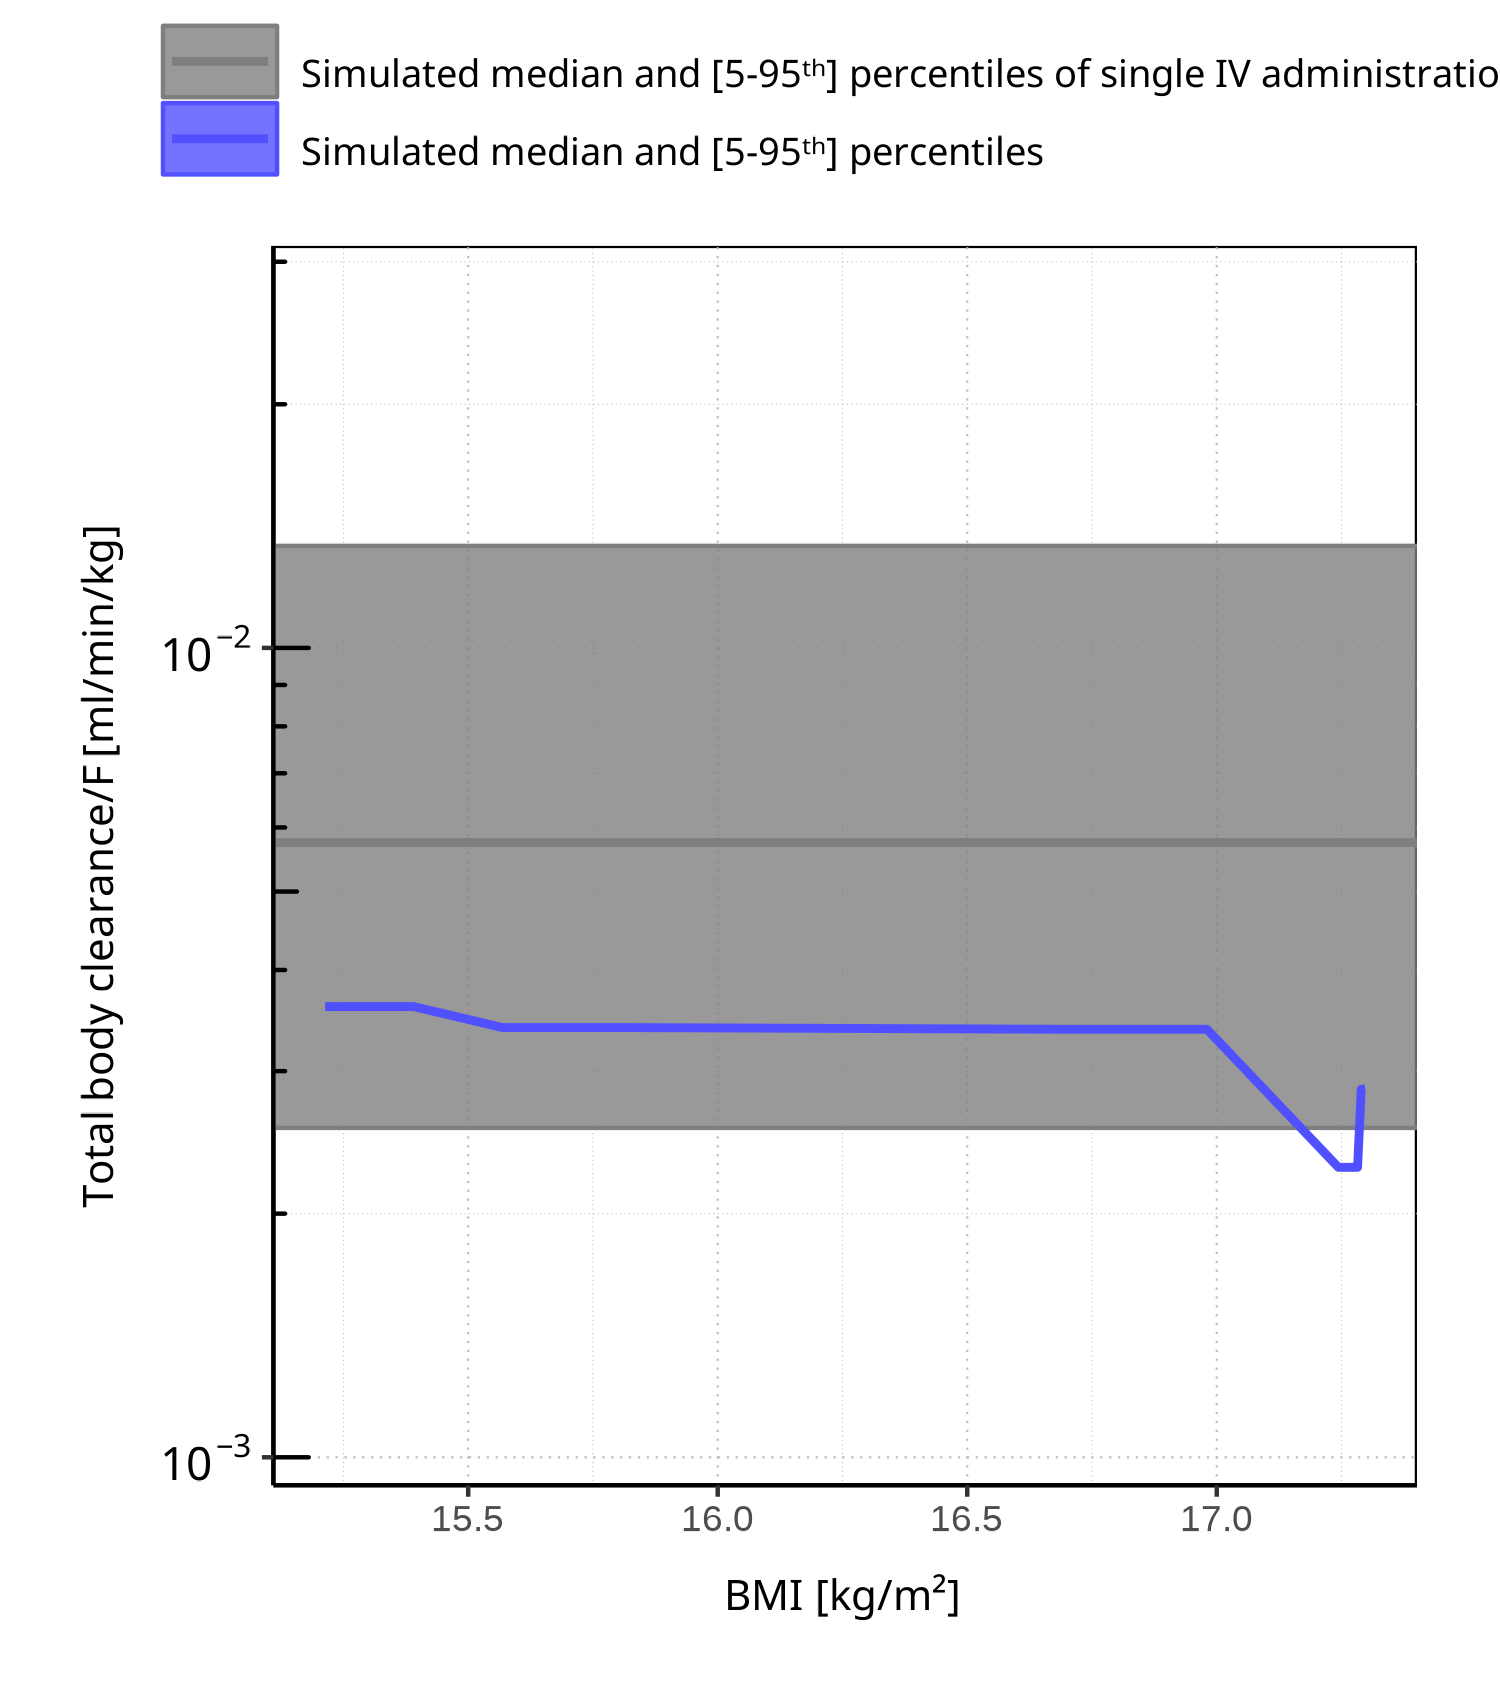 Simulated median and [5-95ᵗʰ] percentiles of single IV administratio
Simulated median and [5-95ᵗʰ] percentiles
Total body clearance/F [ml/min/kg]
10⁻²
10⁻³
15.5 16.0 16.5 17.0
BMI [kg/m²]